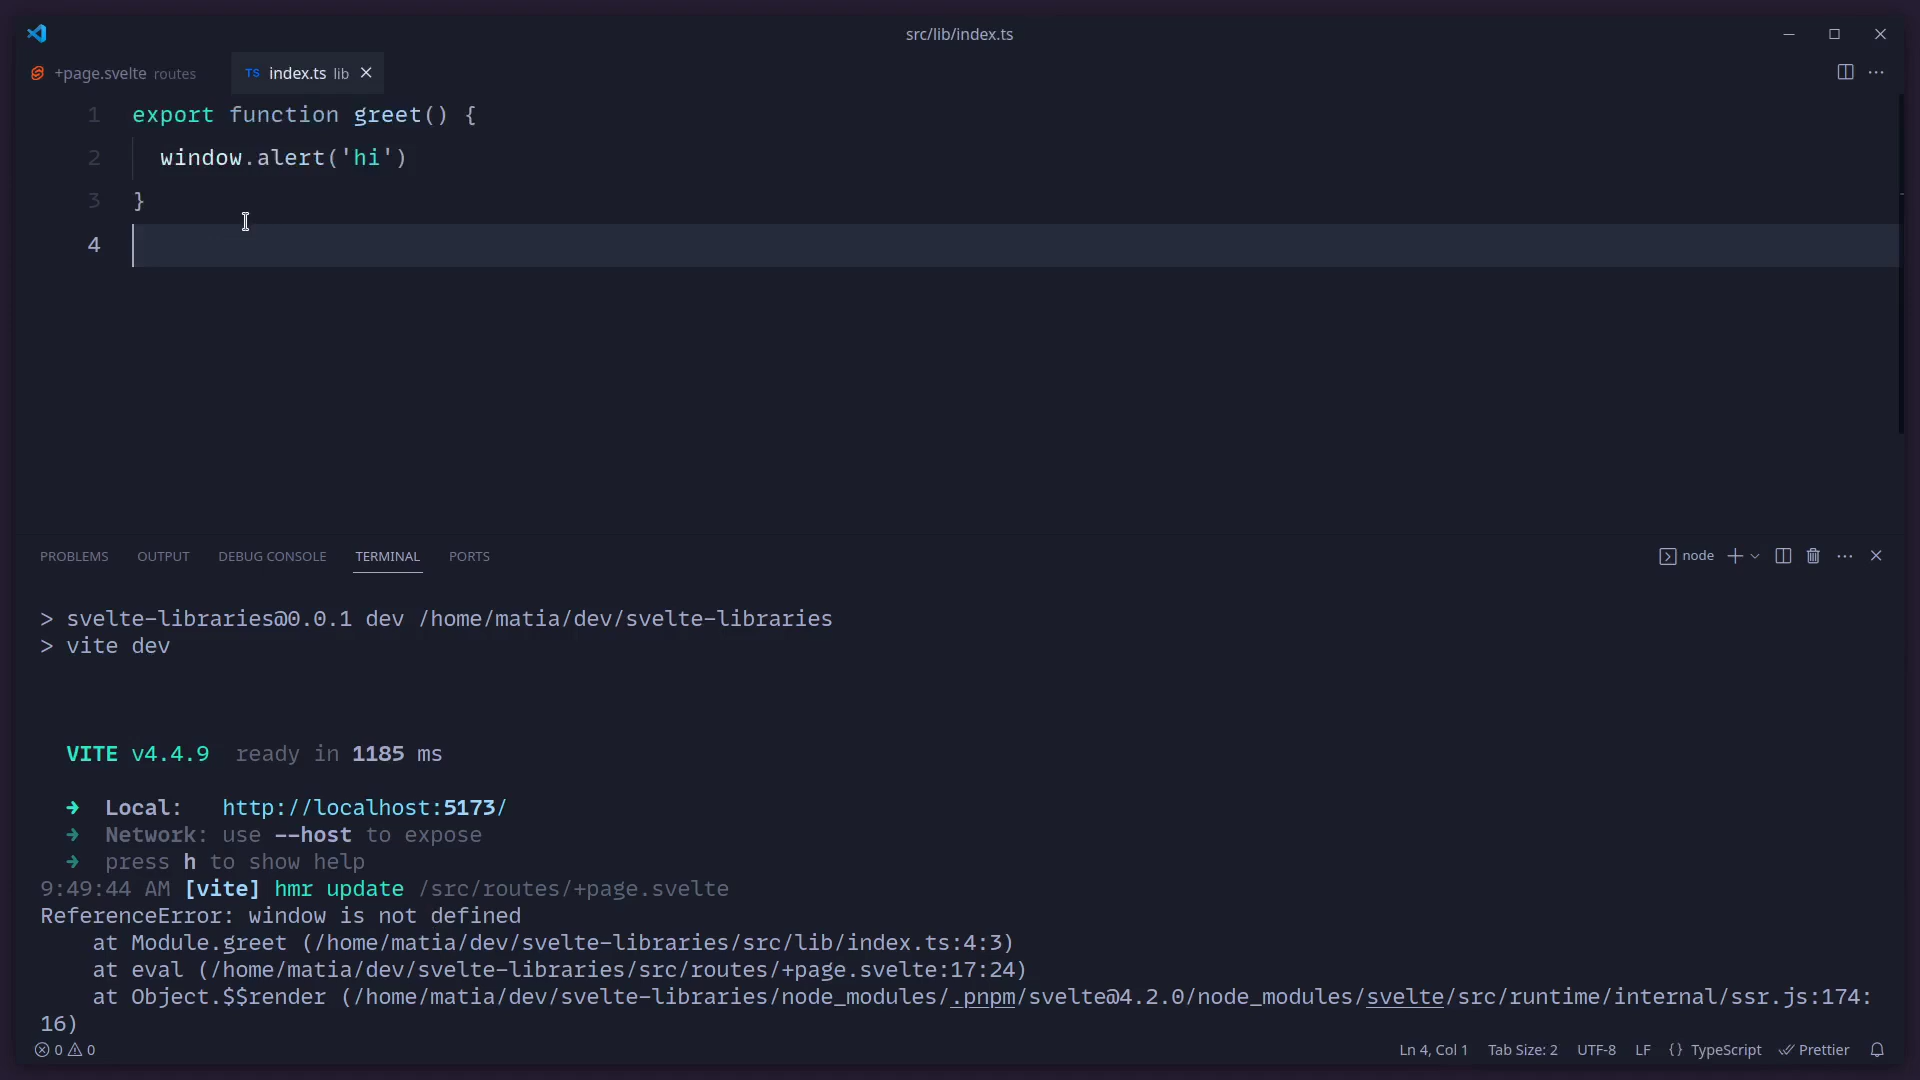 src/lib/index.ts
+page.svelte routes
TS index.ts lib
1 export function greet() {
2 window.alert('hi')
3 }
4
PROBLEMS OUTPUT DEBUG CONSOLE TERMINAL PORTS node
> svelte-libraries@0.0.1 dev /home/matia/dev/svelte-libraries
> vite dev
VITE v4.4.9 ready in 1185 ms
➜ Local: http://localhost:5173/
➜ Network: use --host to expose
➜ press h to show help
9:49:44 AM [vite] hmr update /src/routes/+page.svelte
ReferenceError: window is not defined
at Module.greet (/home/matia/dev/svelte-libraries/src/lib/index.ts:4:3)
at eval (/home/matia/dev/svelte-libraries/src/routes/+page.svelte:17:24)
at Object.$$render (/home/matia/dev/svelte-libraries/node_modules/.pnpm/svelte@4.2.0/node_modules/svelte/src/runtime/internal/ssr.js:174:
16)
0 0 Ln 4, Col 1 Tab Size: 2 UTF-8 LF {} TypeScript Prettier